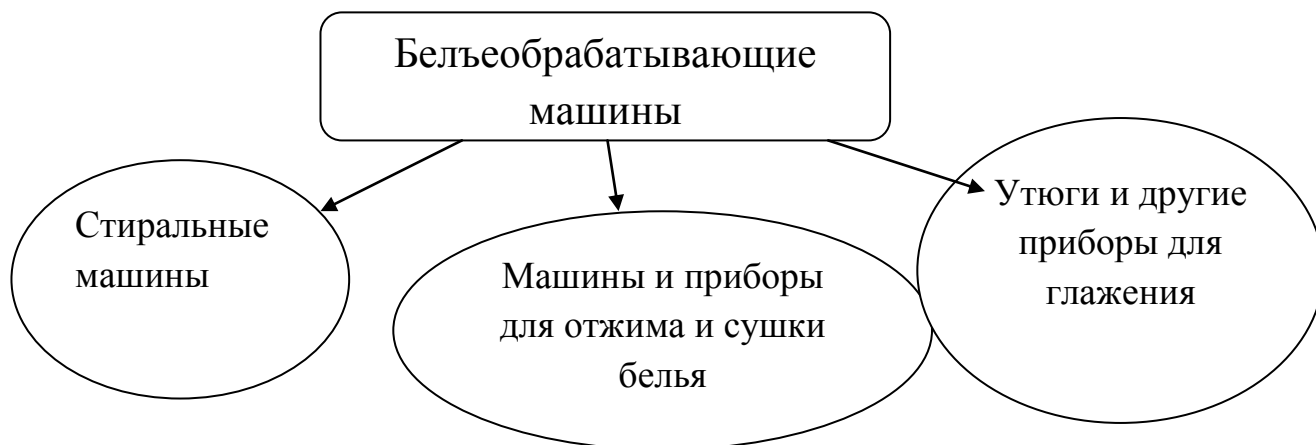 Белъеобрабатывающие
машины
Стиральные
машины
Машины и приборы
для отжима и сушки
белья
Утюги и другие
приборы для
глажения